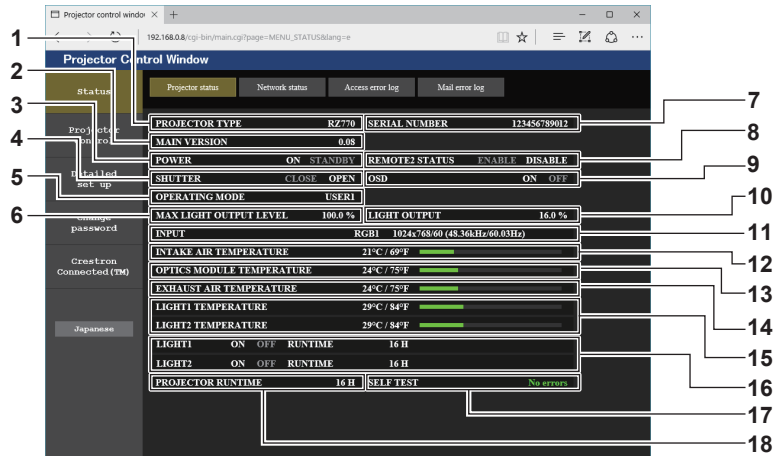 Projector control windov × +
192.168.0.8/cgi-bin/main.cgi?page=MENU_STATUS&lang=e
Projector Control Window
Status
Projector status Network status Access error log Mail error log
Projector control
Detailed set up
Change password
Crestron Connected(TM)
Japanese
PROJECTOR TYPE RZ770 SERIAL NUMBER 123456789012
MAIN VERSION 0.08
POWER ON STANDBY REMOTE2 STATUS ENABLE DISABLE
SHUTTER CLOSE OPEN OSD ON OFF
OPERATING MODE USER1
MAX LIGHT OUTPUT LEVEL 100.0 % LIGHT OUTPUT 16.0 %
INPUT RGB1 1024x768/60 (48.36kHz/60.03Hz)
INTAKE AIR TEMPERATURE 21°C / 69°F
OPTICS MODULE TEMPERATURE 24°C / 75°F
EXHAUST AIR TEMPERATURE 24°C / 75°F
LIGHT1 TEMPERATURE 29°C / 84°F
LIGHT2 TEMPERATURE 29°C / 84°F
LIGHT1 ON OFF RUNTIME 16 H
LIGHT2 ON RUNTIME 16 H
PROJECTOR RUNTIME 16 H SELF TEST No errors
1
2
3
4
5
6
7
8
9
10
11
12
13
14
15
16
17
18